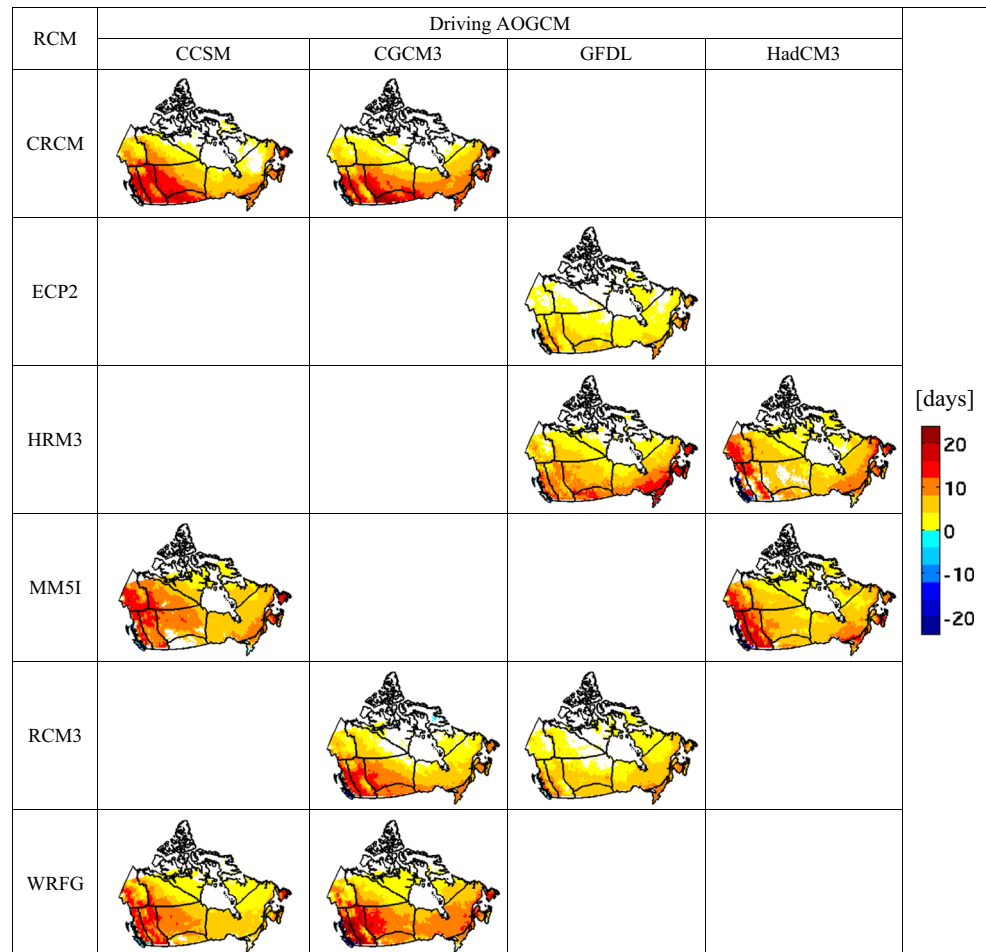 RCM
Driving AOGCM
CCSM CGCM3 GFDL HadCM3
CRCM
ECP2
HRM3
MM5I
RCM3
WRFG
[days]
20
10
0
-10
-20